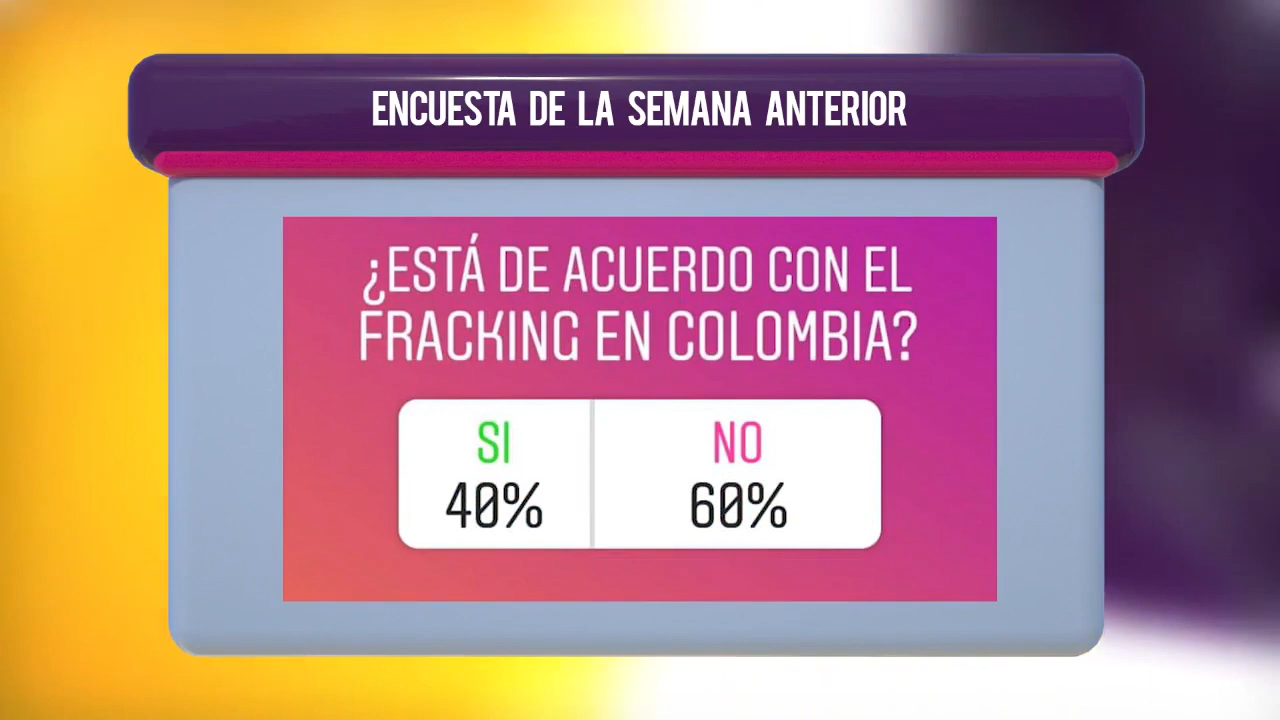 ENCUESTA DE LA SEMANA ANTERIOR
¿ESTÁ DE ACUERDO CON EL
FRACKING EN COLOMBIA?
SI NO
40% 60%